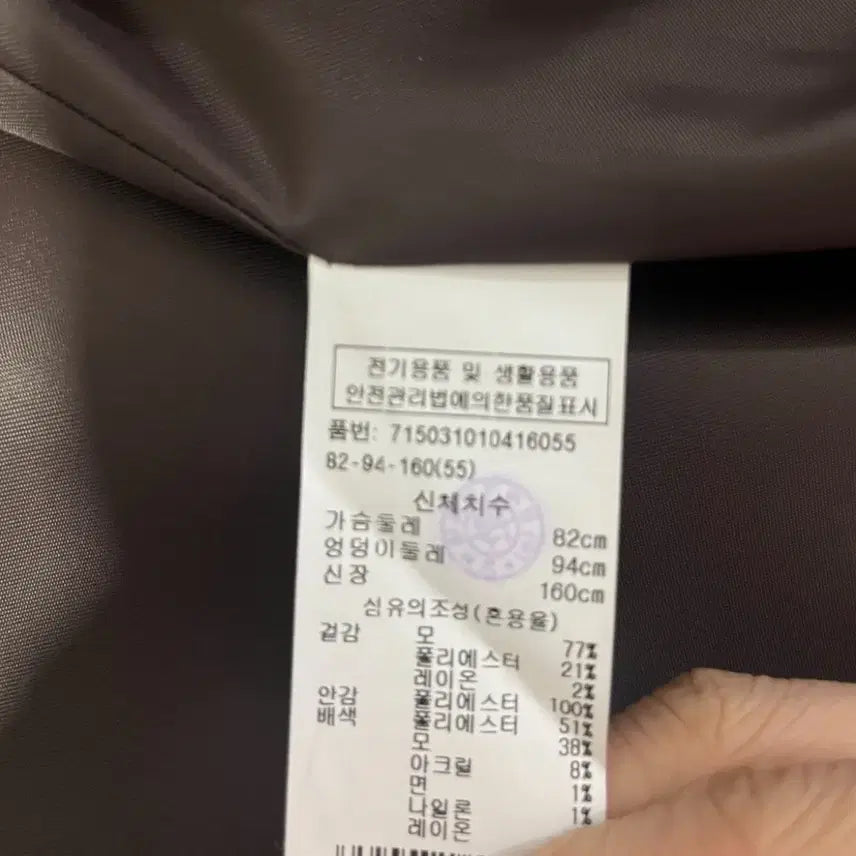 전기용품 및 생활용품
안전관리법에의한품질표시
품번: 715031010416055
82-94-160(55)
신체치수
가슴둘레 82cm
엉덩이둘레 94cm
신장 160cm
섬유의조성(혼용율)
겉감 모 77%
폴리에스터 21%
레이온 2%
안감 폴리에스터 100%
배색 폴리에스터 51%
모 38%
아크릴 8%
면 1%
나일론 1%
레이온